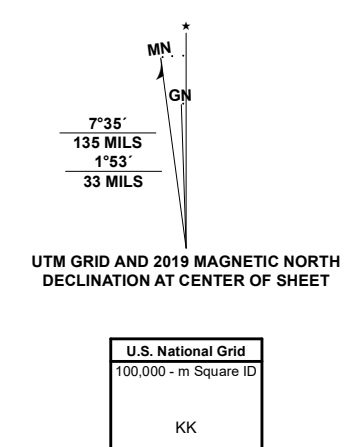 MN
GN
7°35´
135 MILS
1°53´
33 MILS
UTM GRID AND 2019 MAGNETIC NORTH
DECLINATION AT CENTER OF SHEET
U.S. National Grid
100,000 - m Square ID
KK